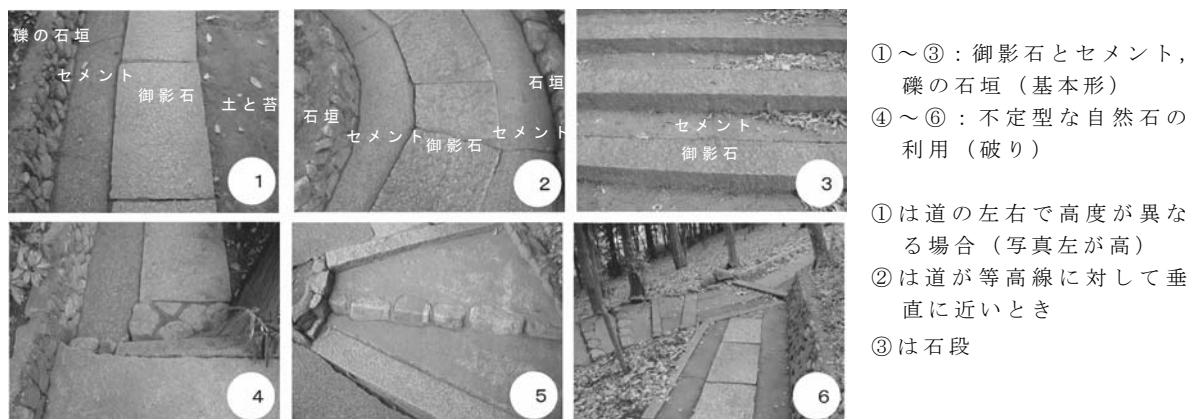 礫の石垣
セメント
御影石
土と苔
1
石垣
セメント
御影石
セメント
石垣
2
セメント
御影石
3
4
5
6
①～③：御影石とセメント，
礫の石垣（基本形）
④～⑥：不定型な自然石の
利用（破り）
①は道の左右で高度が異な
る場合（写真左が高）
②は道が等高線に対して垂
直に近いとき
③は石段